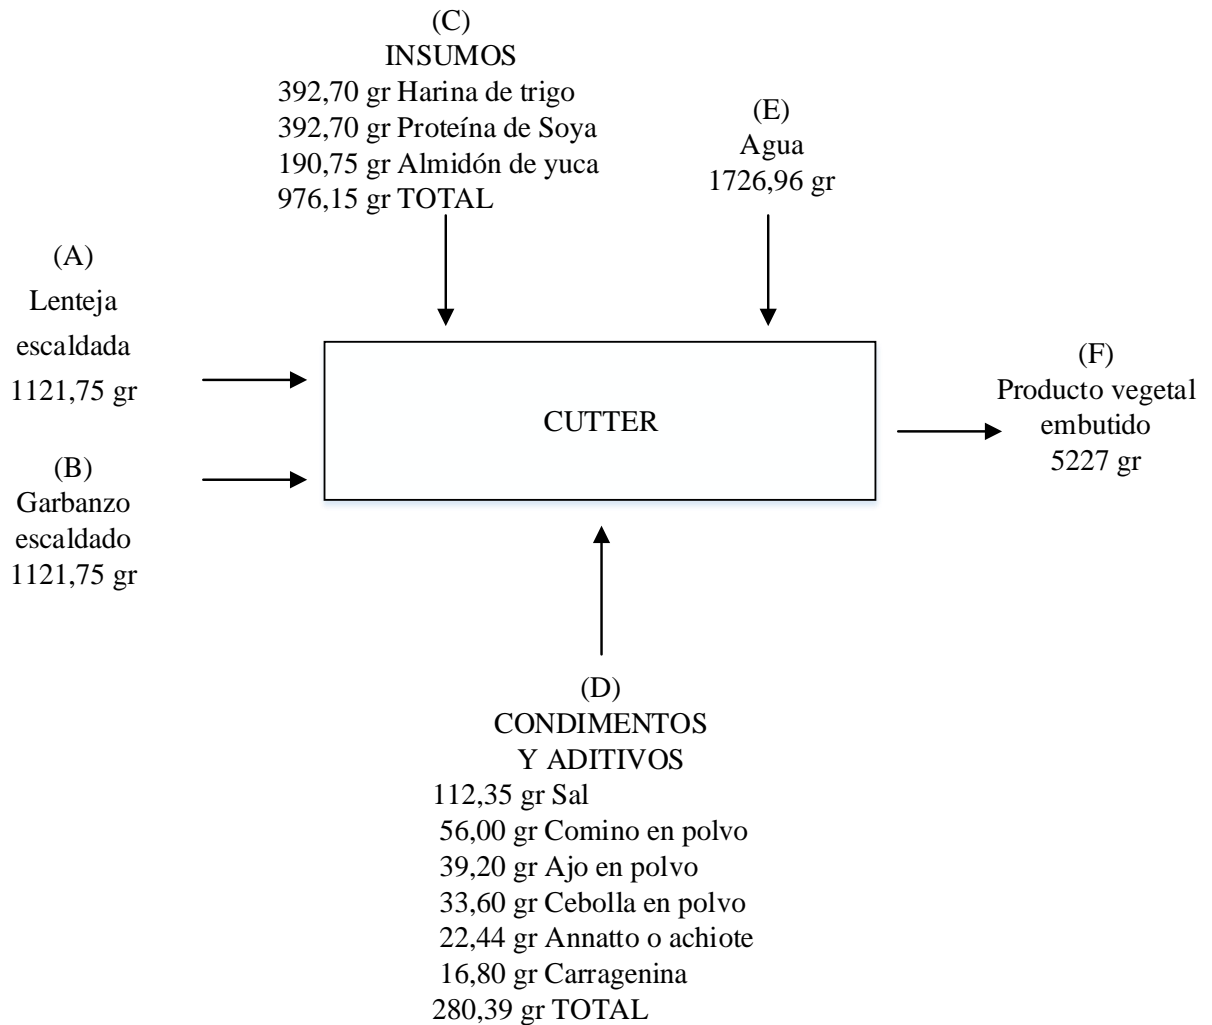 (C)
INSUMOS
392,70 gr Harina de trigo
392,70 gr Proteína de Soya
190,75 gr Almidón de yuca
976,15 gr TOTAL
(E)
Agua
1726,96 gr
(A)
Lenteja
escaldada
1121,75 gr
(B)
Garbanzo
escaldado
1121,75 gr
CUTTER
(F)
Producto vegetal
embutido
5227 gr
(D)
CONDIMENTOS
Y ADITIVOS
112,35 gr Sal
56,00 gr Comino en polvo
39,20 gr Ajo en polvo
33,60 gr Cebolla en polvo
22,44 gr Annatto o achiote
16,80 gr Carragenina
280,39 gr TOTAL